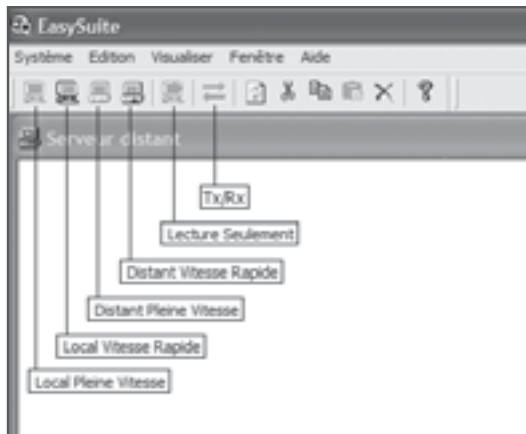 EasySuite
Système Edition Visualiser Fenêtre Aide
Serveur distant
Tx/Rx
Lecture Seulement
Distant Vitesse Rapide
Distant Pleine Vitesse
Local Vitesse Rapide
Local Pleine Vitesse